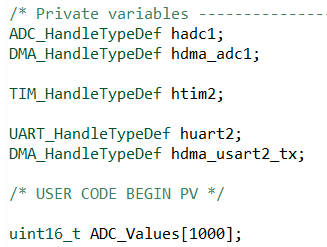 /* Private variables ----------------
ADC_HandleTypeDef hadc1;
DMA_HandleTypeDef hdma_adc1;
TIM_HandleTypeDef htim2;
UART_HandleTypeDef huart2;
DMA_HandleTypeDef hdma_usart2_tx;
/* USER CODE BEGIN PV */
uint16_t ADC_Values[1000];